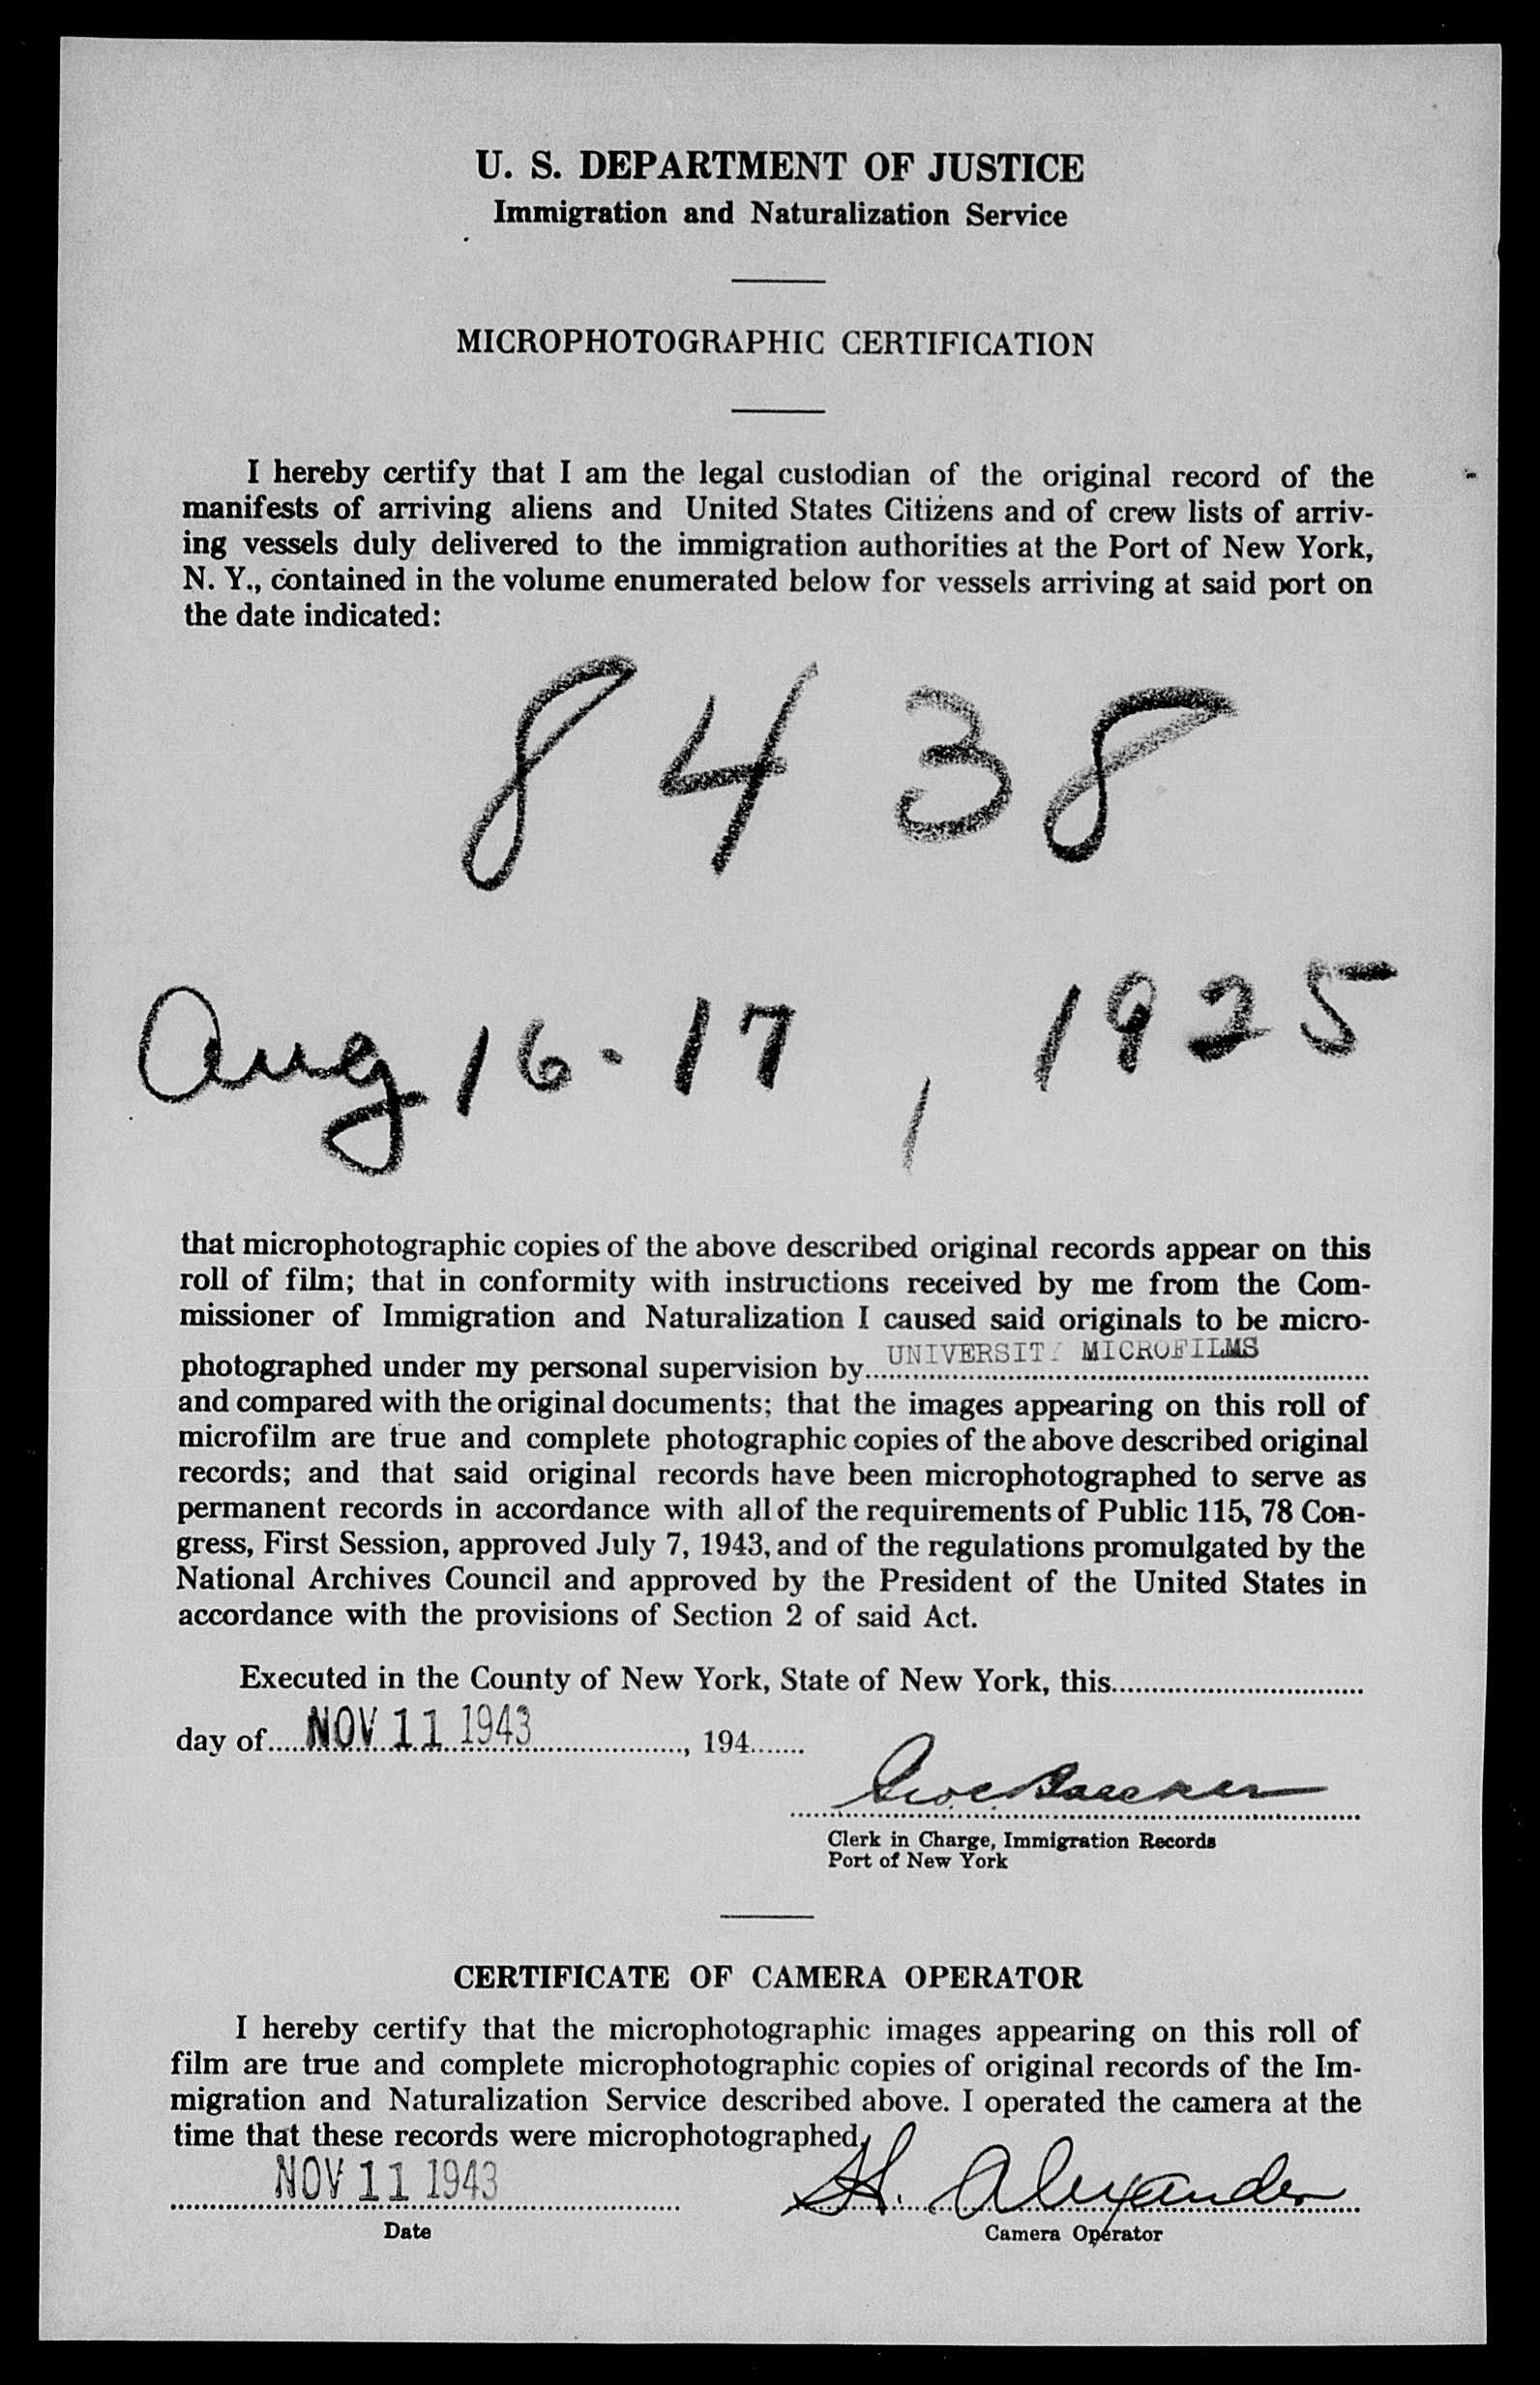 U. S. DEPARTMENT OF JUSTICE
Immigration and Naturalization Service
MICROPHOTOGRAPHIC CERTIFICATION
I hereby certify that I am the legal custodian of the original record of the
manifests of arriving aliens and United States Citizens and of crew lists of arriv-
ing vessels duly delivered to the immigration authorities at the Port of New York,
N. Y., contained in the volume enumerated below for vessels arriving at said port on
the date indicated:
8438
Aug 16-17, 1925
that microphotographic copies of the above described original records appear on this
roll of film; that in conformity with instructions received by me from the Com-
missioner of Immigration and Naturalization I caused said originals to be micro-
photographed under my personal supervision by UNIVERSITY MICROFILMS
and compared with the original documents; that the images appearing on this roll of
microfilm are true and complete photographic copies of the above described original
records; and that said original records have been microphotographed to serve as
permanent records in accordance with all of the requirements of Public 115, 78 Con-
gress, First Session, approved July 7, 1943, and of the regulations promulgated by the
National Archives Council and approved by the President of the United States in
accordance with the provisions of Section 2 of said Act.
Executed in the County of New York, State of New York, this
day of NOV 11 1943, 194
Clerk in Charge, Immigration Records
Port of New York
CERTIFICATE OF CAMERA OPERATOR
I hereby certify that the microphotographic images appearing on this roll of
film are true and complete microphotographic copies of original records of the Im-
migration and Naturalization Service described above. I operated the camera at the
time that these records were microphotographed.
NOV 11 1943 H. Alexander
Date Camera Operator